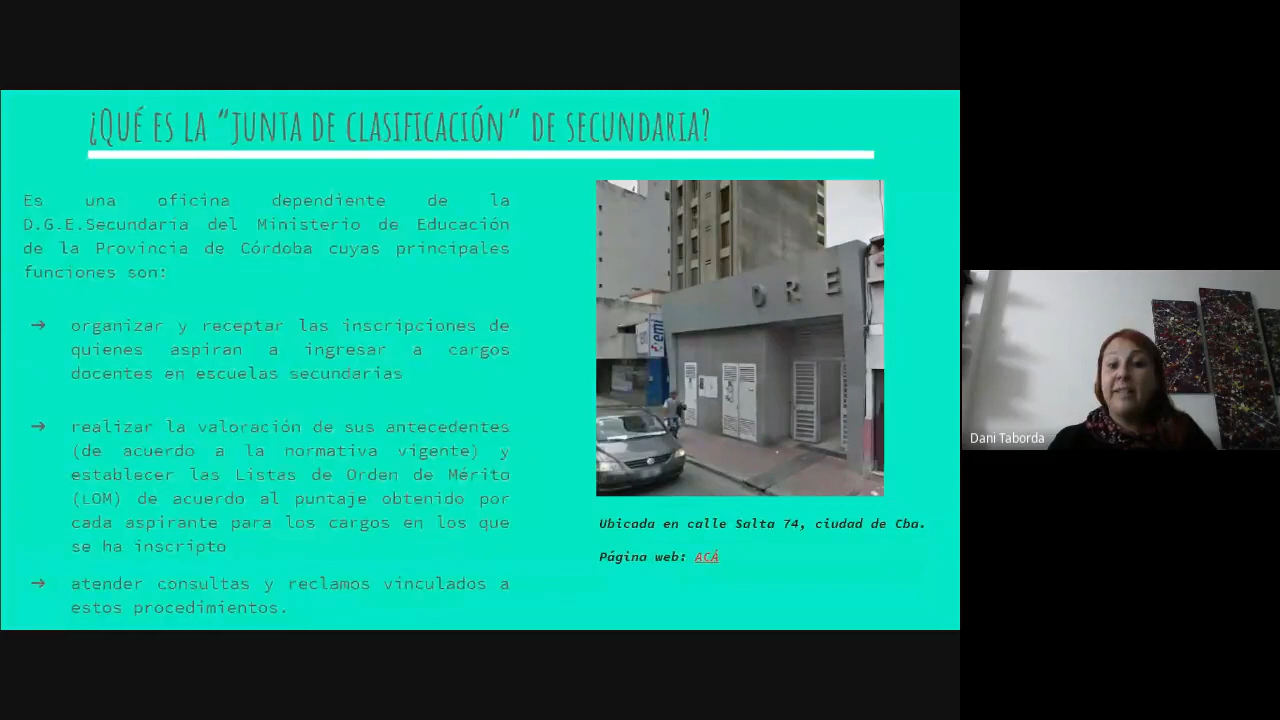 ¿Qué es la “Junta de Clasificación” de Secundaria?
Es una oficina dependiente de la
D.G.E.Secundaria del Ministerio de Educación
de la Provincia de Córdoba cuyas principales
funciones son:
→ organizar y receptar las inscripciones de
quienes aspiran a ingresar a cargos
docentes en escuelas secundarias
→ realizar la valoración de sus antecedentes
(de acuerdo a la normativa vigente) y
establecer las Listas de Orden de Mérito
(LOM) de acuerdo al puntaje obtenido por
cada aspirante para los cargos en los que
se ha inscripto
→ atender consultas y reclamos vinculados a
estos procedimientos.
D R E
emi
Ubicada en calle Salta 74, ciudad de Cba.
Página web: ACÁ
Dani Taborda